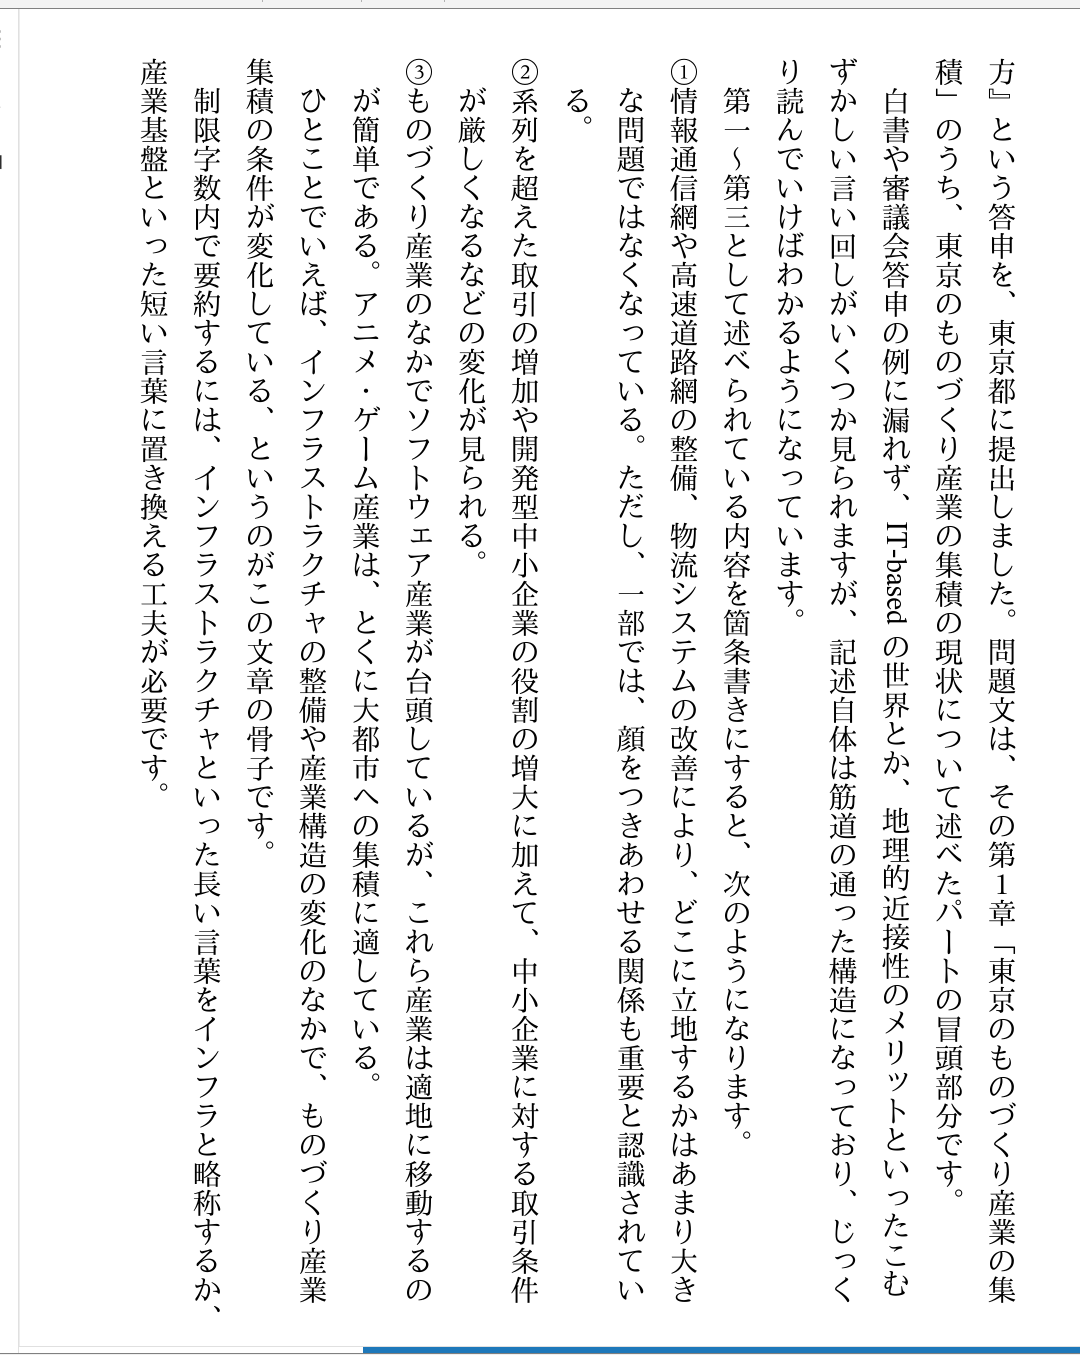 方』という答申を、東京都に提出しました。問題文は、その第1章「東京のものづくり産業の集
積」のうち、東京のものづくり産業の集積の現状について述べたパートの冒頭部分です。
白書や審議会答申の例に漏れず、IT-based の世界とか、地理的近接性のメリットといったこむ
ずかしい言い回しがいくつか見られますが、記述自体は筋道の通った構造になっており、じっく
り読んでいけばわかるようになっています。
第一〜第三として述べられている内容を箇条書きにすると、次のようになります。
①情報通信網や高速道路網の整備、物流システムの改善により、どこに立地するかはあまり大き
な問題ではなくなっている。ただし、一部では、顔をつきあわせる関係も重要と認識されてい
る。
②系列を超えた取引の増加や開発型中小企業の役割の増大に加えて、中小企業に対する取引条件
が厳しくなるなどの変化が見られる。
③ものづくり産業のなかでソフトウェア産業が台頭しているが、これら産業は適地に移動するの
が簡単である。アニメ・ゲーム産業は、とくに大都市への集積に適している。
ひとことでいえば、インフラストラクチャの整備や産業構造の変化のなかで、ものづくり産業
集積の条件が変化している、というのがこの文章の骨子です。
制限字数内で要約するには、インフラストラクチャといった長い言葉をインフラと略称するか、
産業基盤といった短い言葉に置き換える工夫が必要です。